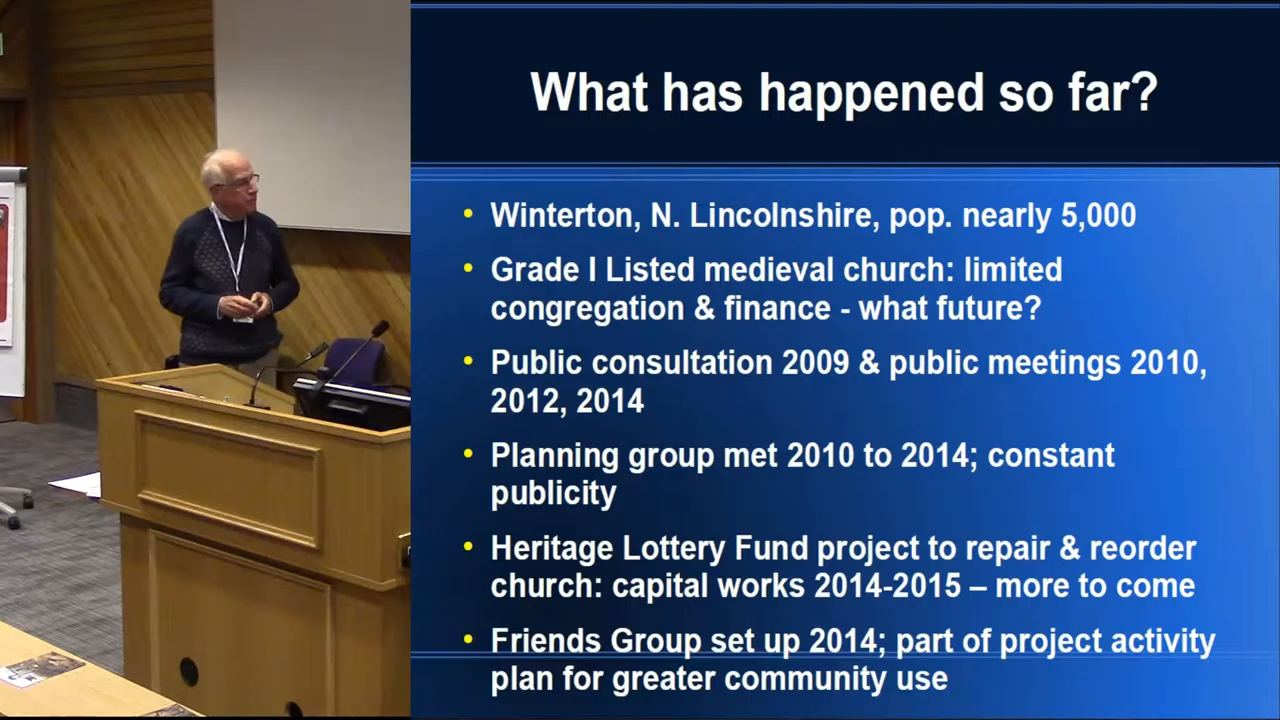 What has happened so far?
• Winterton, N. Lincolnshire, pop. nearly 5,000
• Grade I Listed medieval church: limited
congregation & finance - what future?
• Public consultation 2009 & public meetings 2010,
2012, 2014
• Planning group met 2010 to 2014; constant
publicity
• Heritage Lottery Fund project to repair & reorder
church: capital works 2014-2015 – more to come
• Friends Group set up 2014; part of project activity
plan for greater community use